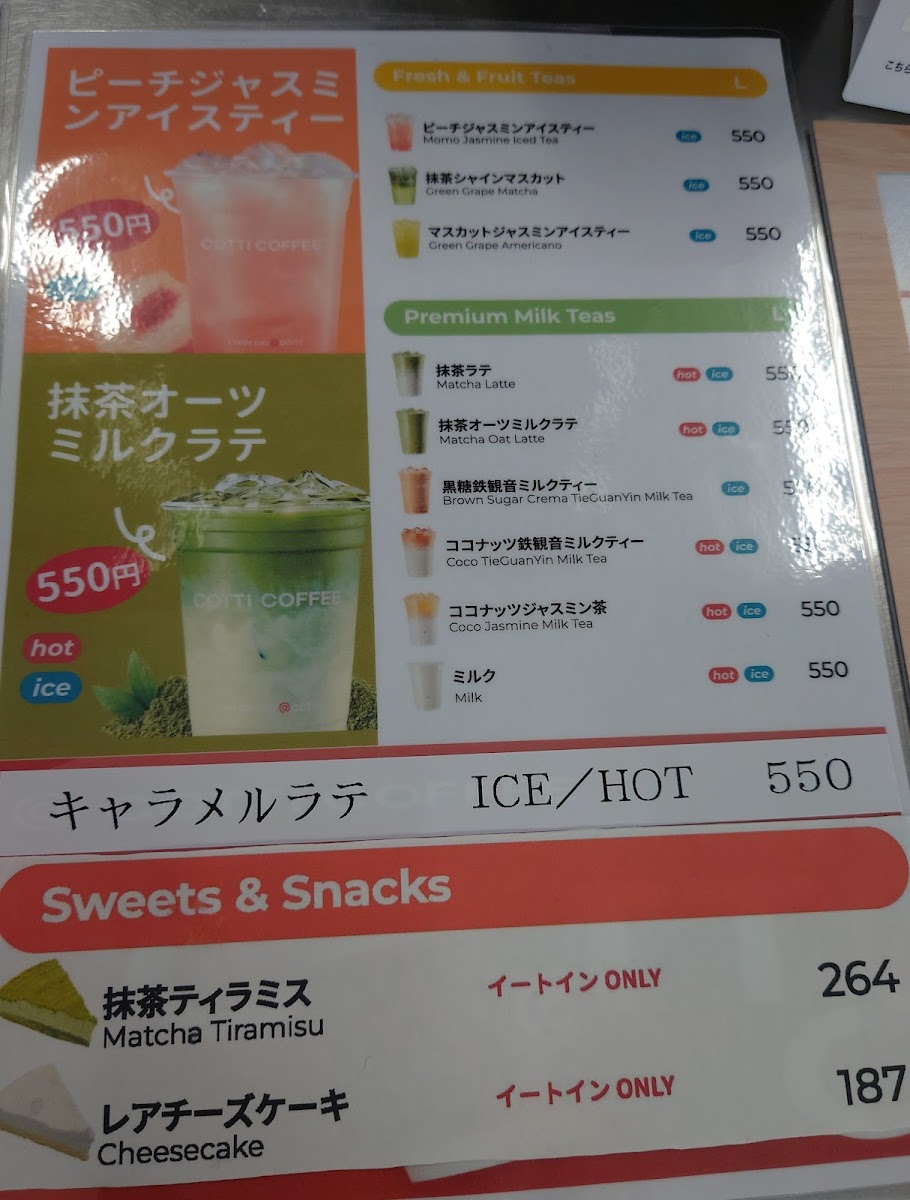 こちら
ピーチジャスミ
ンアイスティー
550円
COTTI COFFEE
抹茶オーツ
ミルクラテ
550円
hot
ice
COTTI COFFEE
Fresh & Fruit Teas L
ピーチジャスミンアイスティー ice 550
Momo Jasmine Iced Tea
抹茶シャインマスカット ice 550
Green Grape Matcha
マスカットジャスミンアイスティー ice 550
Green Grape Americano
Premium Milk Teas L
抹茶ラテ hot ice
Matcha Latte
抹茶オーツミルクラテ hot ice
Matcha Oat Latte
黒糖鉄観音ミルクティー ice
Brown Sugar Crema TieGuanYin Milk Tea
ココナッツ鉄観音ミルクティー hot ice
Coco TieGuanYin Milk Tea
ココナッツジャスミン茶 hot ice 550
Coco Jasmine Milk Tea
ミルク hot ice 550
Milk
キャラメルラテ ICE／HOT 550
Sweets & Snacks
抹茶ティラミス イートイン ONLY 264
Matcha Tiramisu
レアチーズケーキ イートイン ONLY 187
Cheesecake